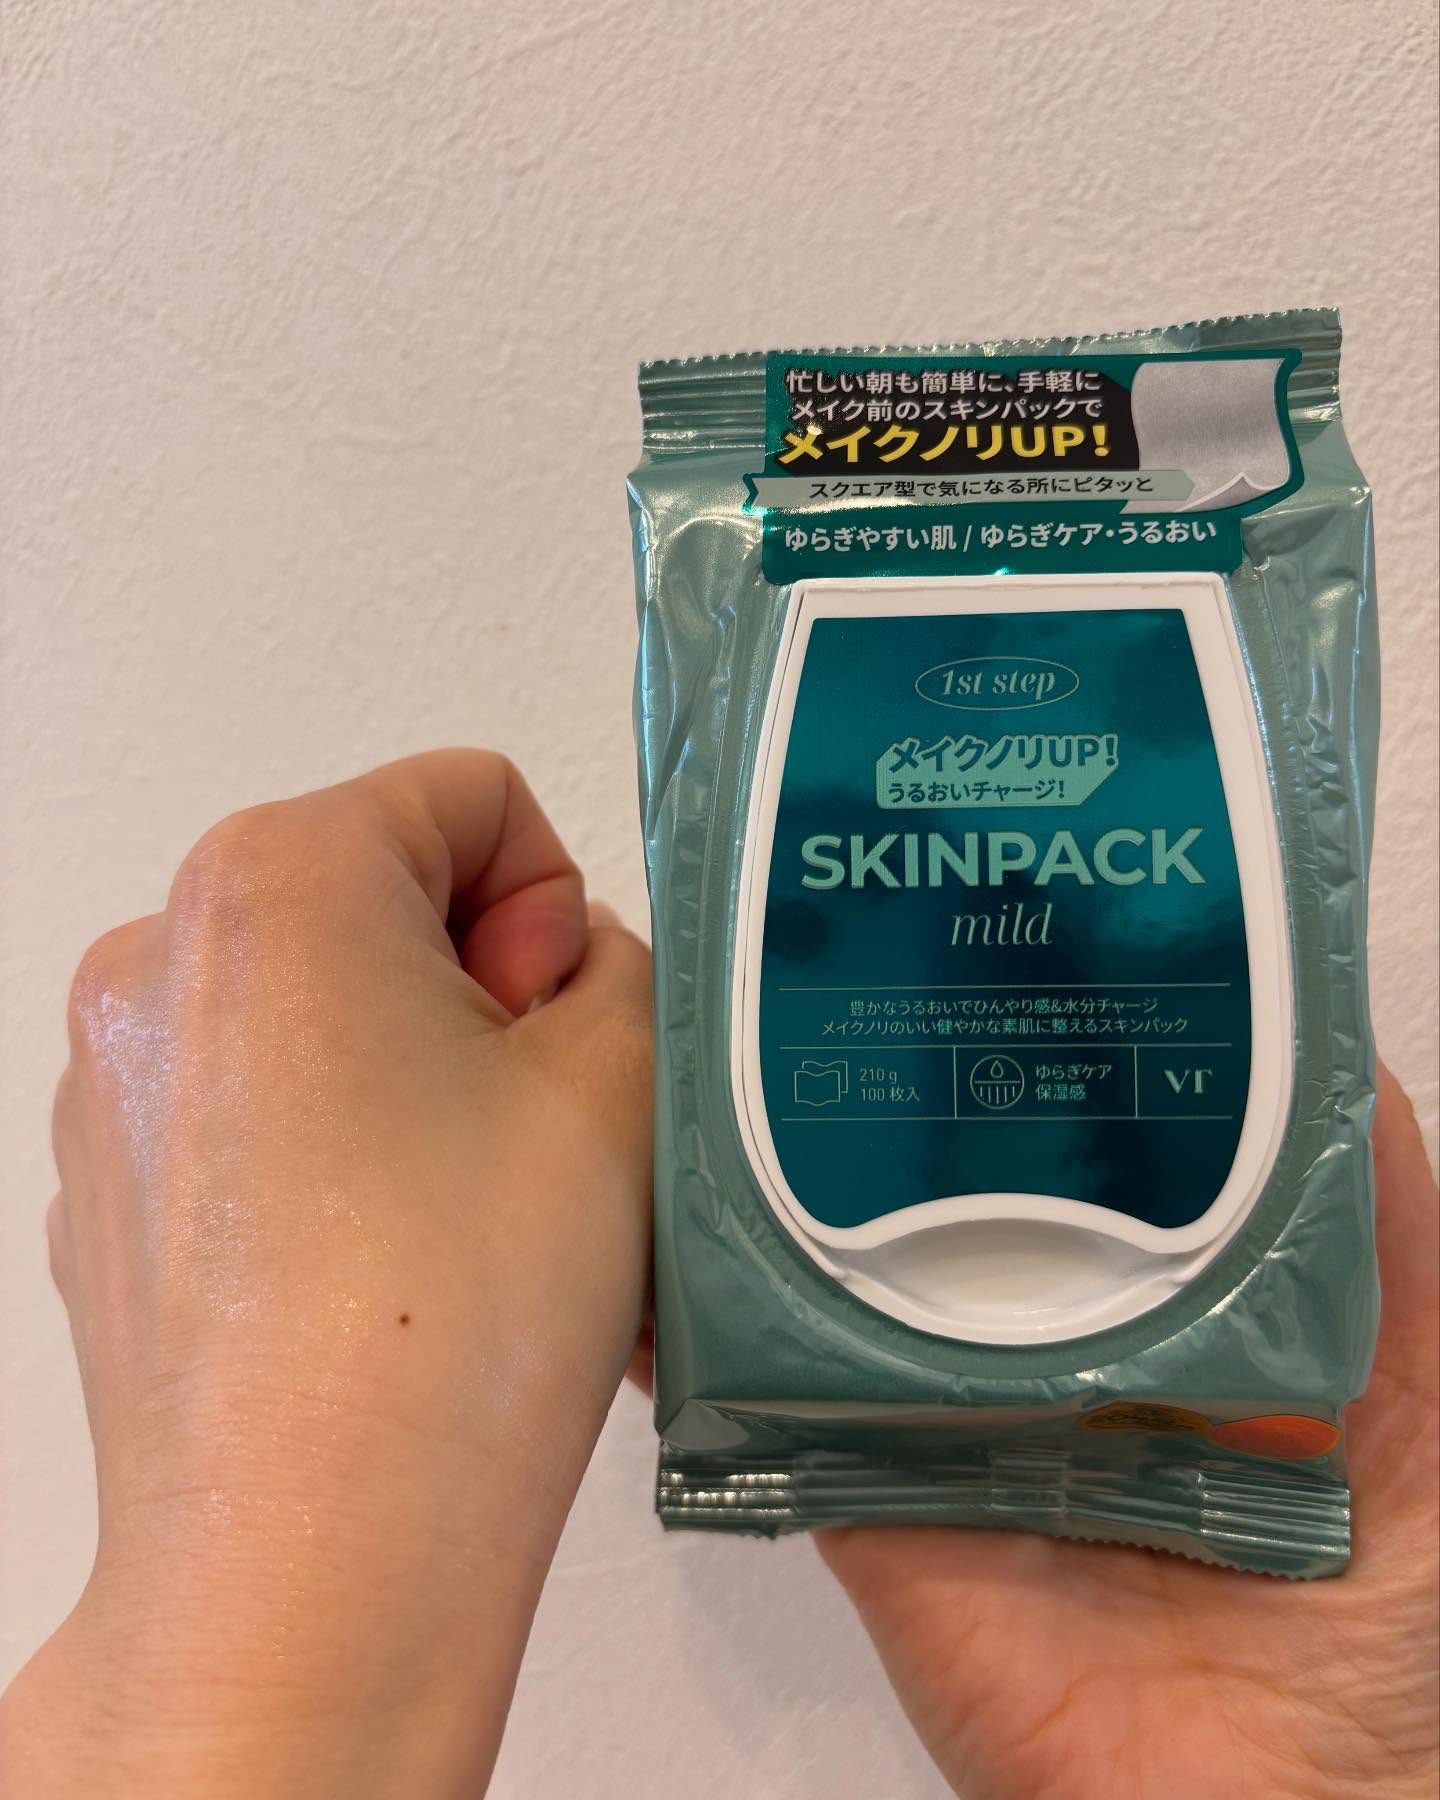 忙しい朝も簡単に、手軽に
メイク前のスキンパックで
メイクノリUP!
スクエア型で気になる所にピタッと
ゆらぎやすい肌 / ゆらぎケア・うるおい
1st step
メイクノリUP!
うるおいチャージ!
SKINPACK
mild
豊かなうるおいでひんやり感&水分チャージ
メイクノリのいい健やかな素肌に整えるスキンパック
210 g
100 枚入
ゆらぎケア
保湿感
VT